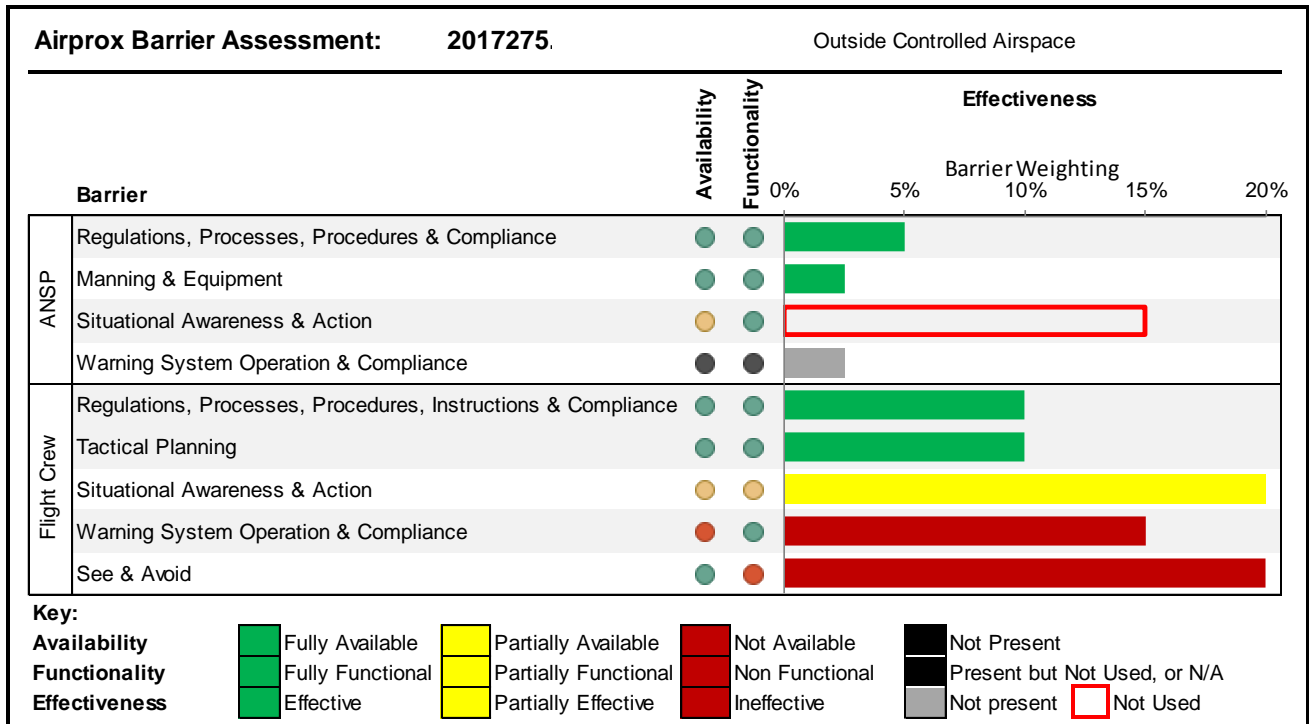 Airprox Barrier Assessment: 2017275. Outside Controlled Airspace
Availability
Functionality
Effectiveness
Barrier Weighting
Barrier
0% 5% 10% 15% 20%
ANSP
Regulations, Processes, Procedures & Compliance
Manning & Equipment
Situational Awareness & Action
Warning System Operation & Compliance
Flight Crew
Regulations, Processes, Procedures, Instructions & Compliance
Tactical Planning
Situational Awareness & Action
Warning System Operation & Compliance
See & Avoid
Key:
Availability Fully Available Partially Available Not Available Not Present
Functionality Fully Functional Partially Functional Non Functional Present but Not Used, or N/A
Effectiveness Effective Partially Effective Ineffective Not present Not Used